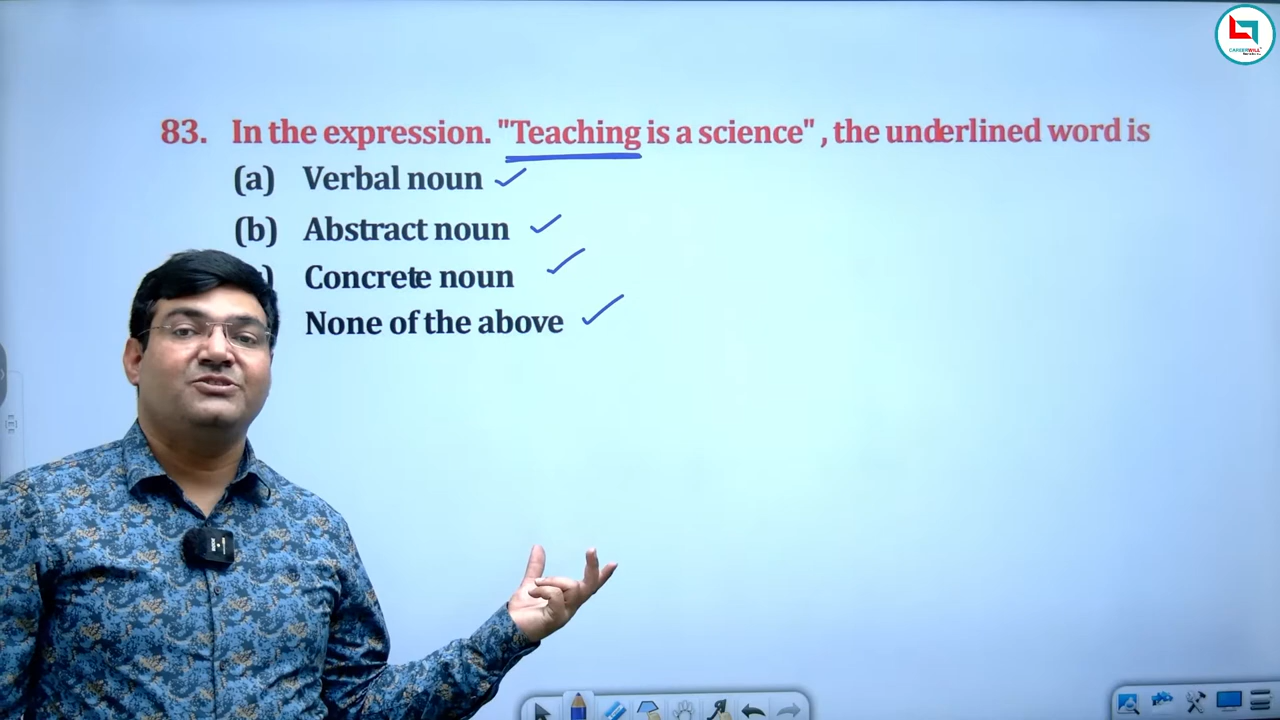 CAREERWILL
83. In the expression. "Teaching is a science" , the underlined word is
(a) Verbal noun
(b) Abstract noun
) Concrete noun
None of the above